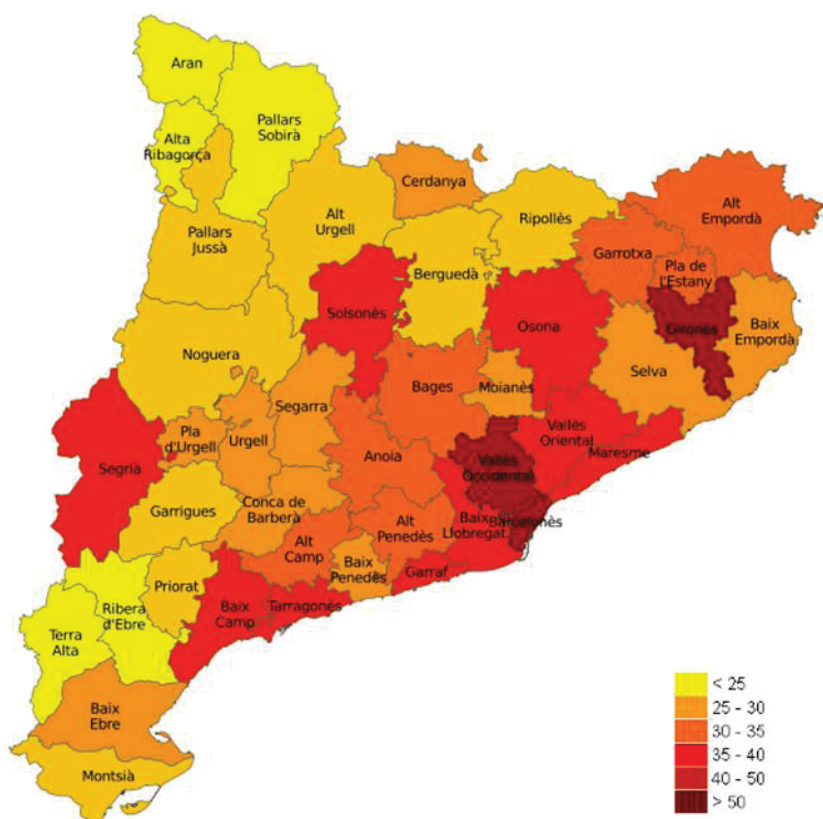 Aran
Pallars
Sobirà
Alta
Ribagorça
Cerdanya
Alt
Urgell
Ripollès
Alt
Empordà
Garrotxa
Pallars
Jussà
Berguedà
Pla de
l'Estany
Solsonès
Osona
Gironès
Baix
Empordà
Noguera
Selva
Bages
Moianès
Segarra
Vallès
Oriental
Pla
d'Urgell
Urgell
Anoia
Maresme
Segrià
Vallès
Occidental
Garrigues
Conca de
Barberà
Alt
Penedès
Baix
Llobregat
Barcelonès
Alt
Camp
Baix
Penedès
Garraf
Priorat
Ribera
d'Ebre
Baix
Camp
Tarragonès
Terra
Alta
Baix
Ebre
Montsià
< 25
25 - 30
30 - 35
35 - 40
40 - 50
> 50